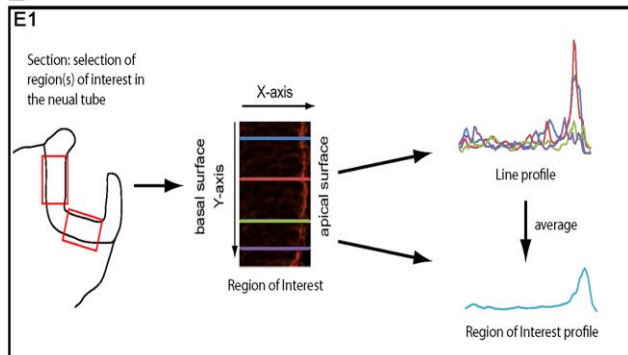 E1
Section: selection of
region(s) of interest in
the neual tube
X-axis
basal surface
Y-axis
apical surface
Region of Interest
Line profile
average
Region of Interest profile